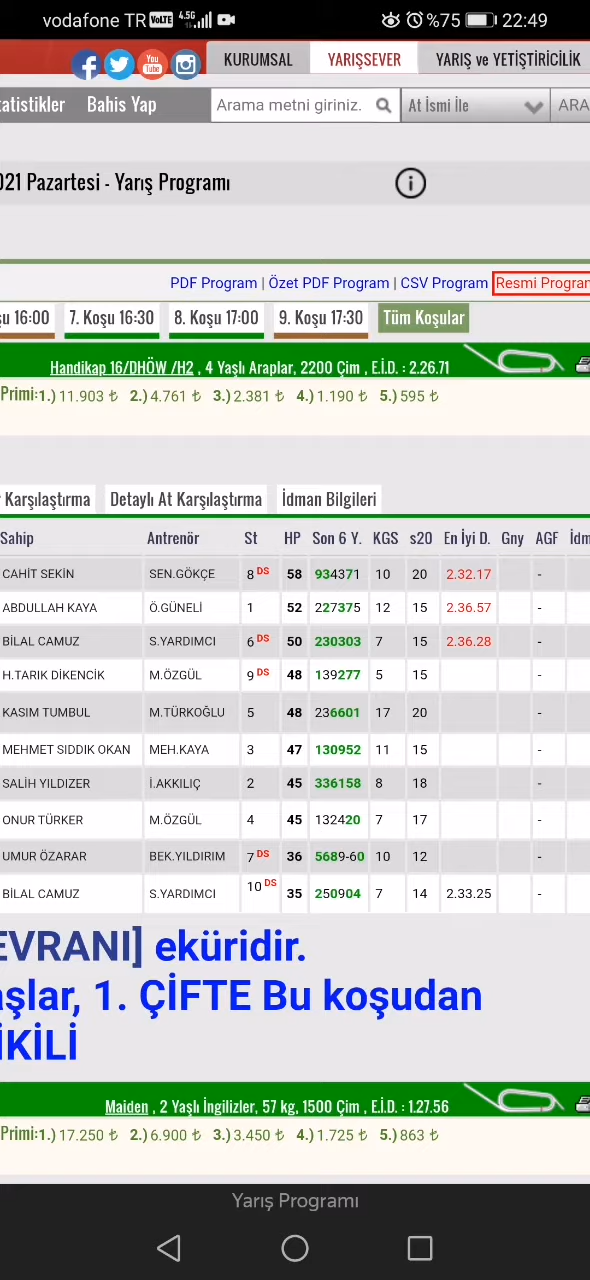 vodafone TR VoLTE 4.5G %75 22:49
You Tube KURUMSAL YARIŞSEVER YARIŞ ve YETİŞTİRİCİLİK
tatistikler Bahis Yap Arama metni giriniz. At İsmi İle ARA
021 Pazartesi - Yarış Programı
PDF Program | Özet PDF Program | CSV Program Resmi Program
şu 16:00 7. Koşu 16:30 8. Koşu 17:00 9. Koşu 17:30 Tüm Koşular
Handikap 16/DHÖW /H2 , 4 Yaşlı Araplar, 2200 Çim , E.İ.D. : 2.26.71
Primi:1.) 11.903 ₺ 2.) 4.761 ₺ 3.) 2.381 ₺ 4.) 1.190 ₺ 5.) 595 ₺
Karşılaştırma Detaylı At Karşılaştırma İdman Bilgileri
Sahip Antrenör St HP Son 6 Y. KGS s20 En İyi D. Gny AGF İdm
CAHİT SEKİN SEN.GÖKÇE 8 DS 58 934371 10 20 2.32.17 -
ABDULLAH KAYA Ö.GÜNELİ 1 52 227375 12 15 2.36.57 -
BİLAL CAMUZ S.YARDIMCI 6 DS 50 230303 7 15 2.36.28 -
H.TARIK DİKENCİK M.ÖZGÜL 9 DS 48 139277 5 15 -
KASIM TUMBUL M.TÜRKOĞLU 5 48 236601 17 20 -
MEHMET SIDDIK OKAN MEH.KAYA 3 47 130952 11 15 -
SALİH YILDIZER İ.AKKILIÇ 2 45 336158 8 18 -
ONUR TÜRKER M.ÖZGÜL 4 45 132420 7 17 -
UMUR ÖZARAR BEK.YILDIRIM 7 DS 36 5689-60 10 12 -
BİLAL CAMUZ S.YARDIMCI 10 DS 35 250904 7 14 2.33.25 -
EVRANI] eküridir.
aşlar, 1. ÇİFTE Bu koşudan
İKİLİ
Maiden , 2 Yaşlı İngilizler, 57 kg, 1500 Çim , E.İ.D. : 1.27.56
Primi:1.) 17.250 ₺ 2.) 6.900 ₺ 3.) 3.450 ₺ 4.) 1.725 ₺ 5.) 863 ₺
Yarış Programı